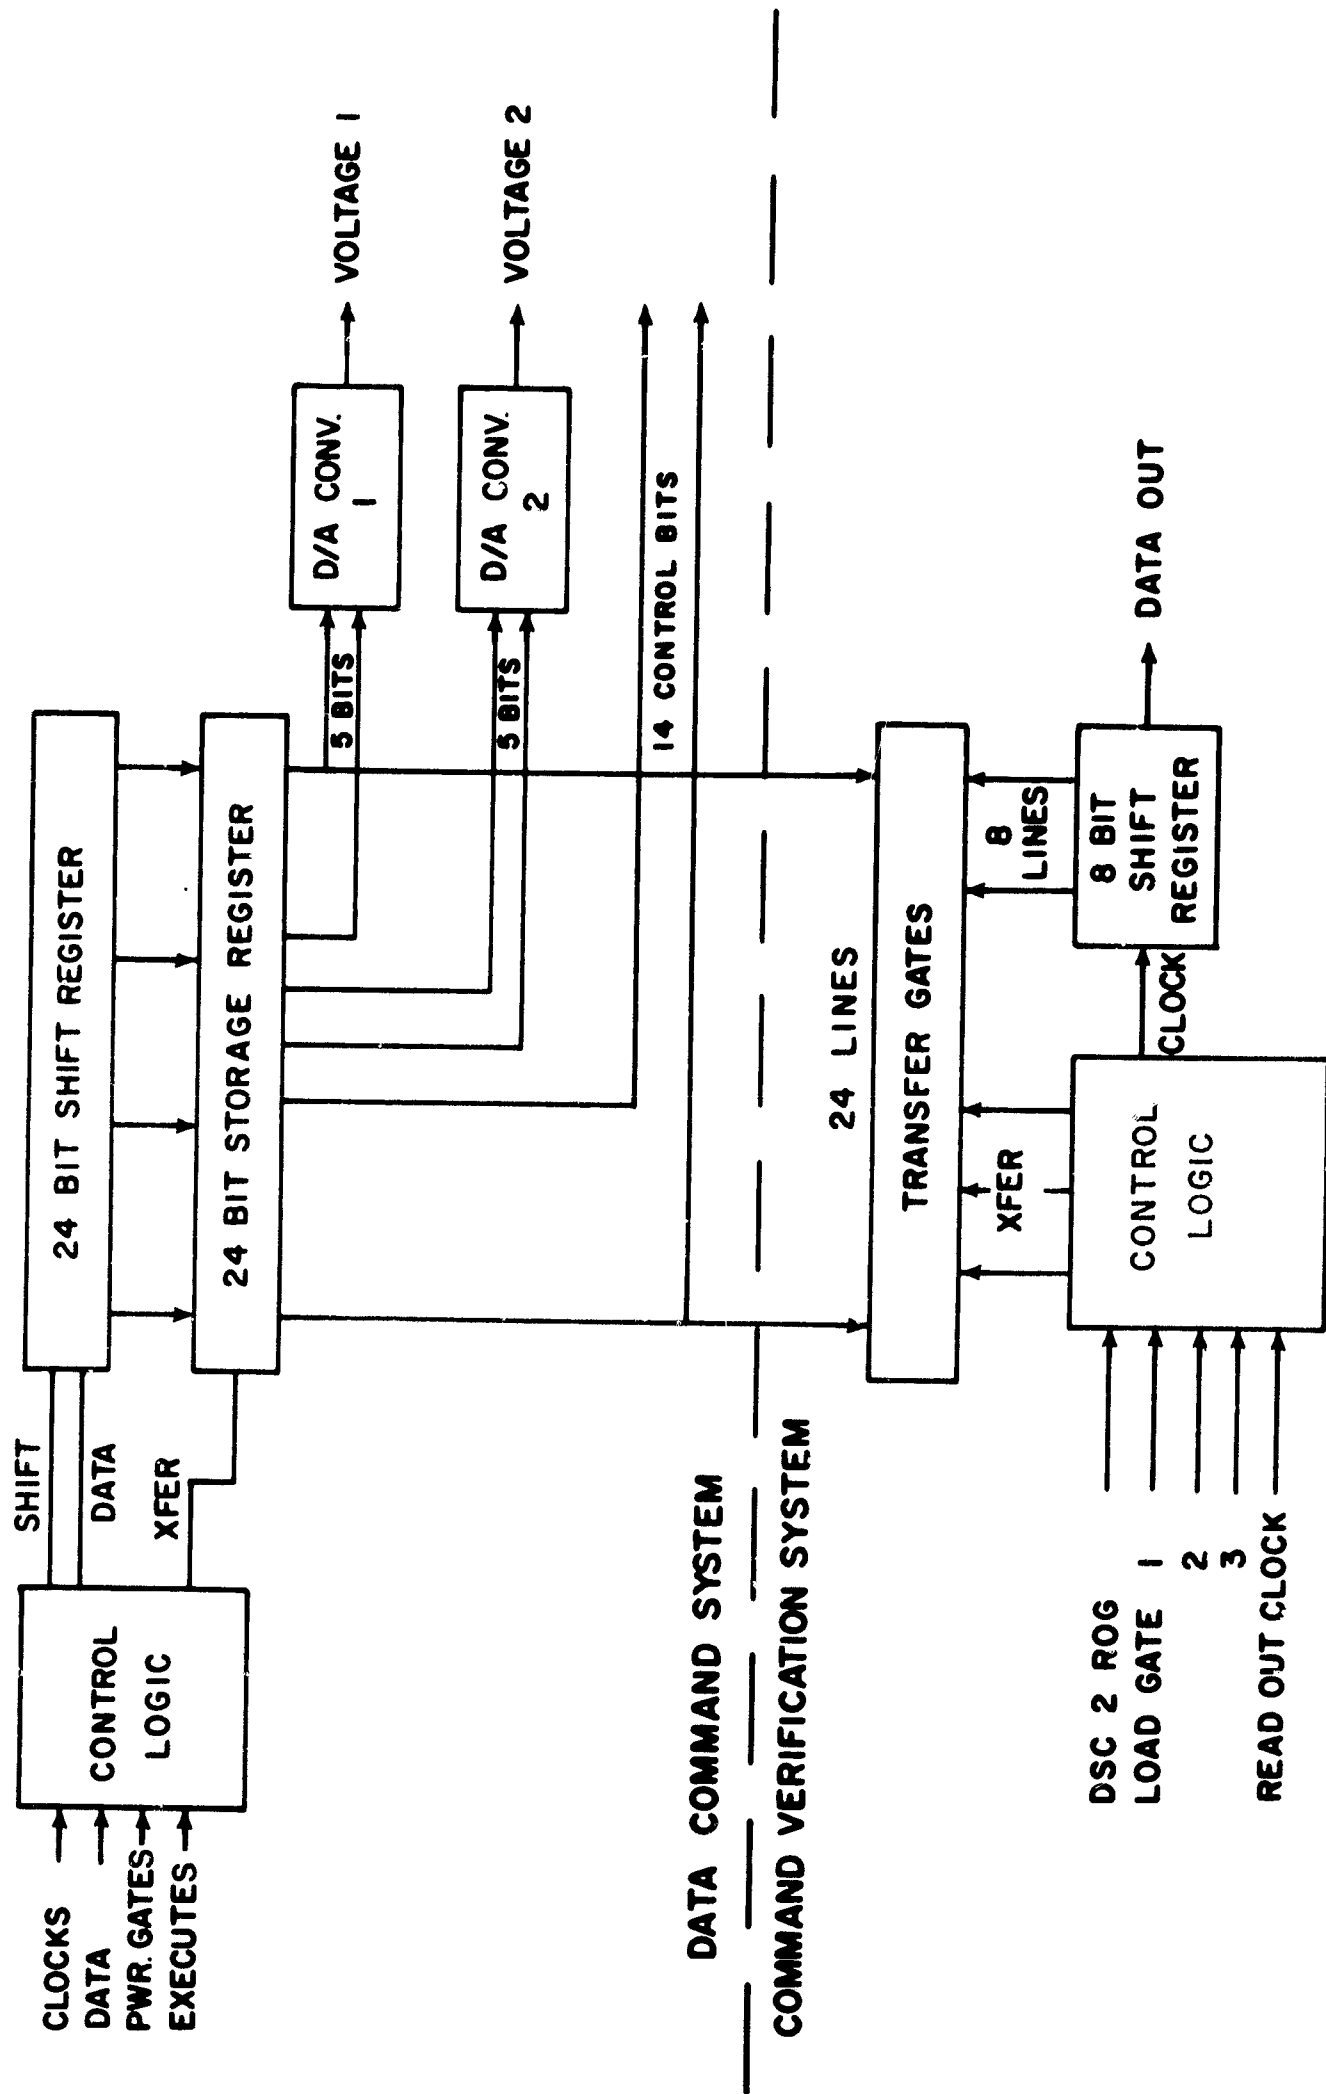 CLOCKS
DATA
PWR. GATES
EXECUTES
CONTROL
LOGIC
SHIFT
DATA
XFER
24 BIT SHIFT REGISTER
24 BIT STORAGE REGISTER
5 BITS
D/A CONV.
1
VOLTAGE 1
5 BITS
D/A CONV.
2
VOLTAGE 2
14 CONTROL BITS
DATA COMMAND SYSTEM
COMMAND VERIFICATION SYSTEM
24 LINES
TRANSFER GATES
XFER
8
LINES
DSC 2 ROG
LOAD GATE 1
2
3
READ OUT CLOCK
CONTROL
LOGIC
CLOCK
8 BIT
SHIFT
REGISTER
DATA OUT